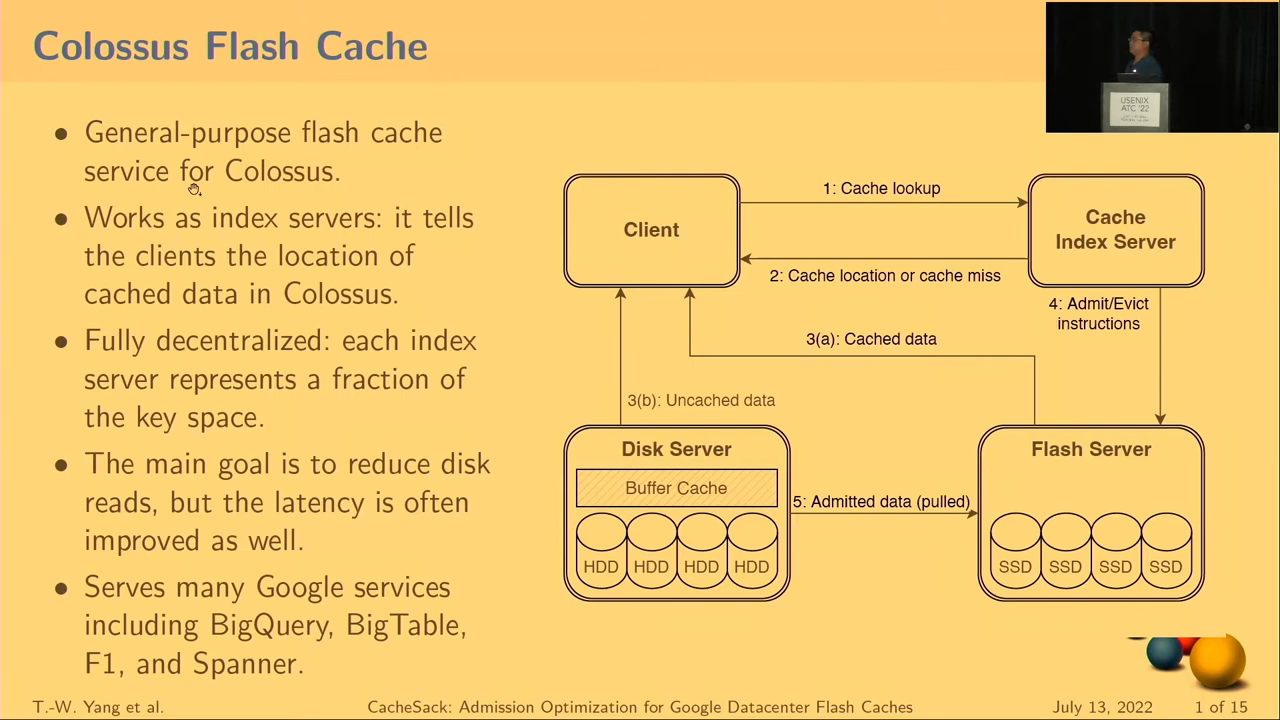 Colossus Flash Cache
USENIX
ATC '22
• General-purpose flash cache
service for Colossus.
• Works as index servers: it tells
the clients the location of
cached data in Colossus.
• Fully decentralized: each index
server represents a fraction of
the key space.
• The main goal is to reduce disk
reads, but the latency is often
improved as well.
• Serves many Google services
including BigQuery, BigTable,
F1, and Spanner.
Client
1: Cache lookup
Cache
Index Server
2: Cache location or cache miss
4: Admit/Evict
instructions
3(a): Cached data
3(b): Uncached data
Disk Server
Buffer Cache
HDD HDD HDD HDD
5: Admitted data (pulled)
Flash Server
SSD SSD SSD SSD
T.-W. Yang et al.
CacheSack: Admission Optimization for Google Datacenter Flash Caches
July 13, 2022
1 of 15